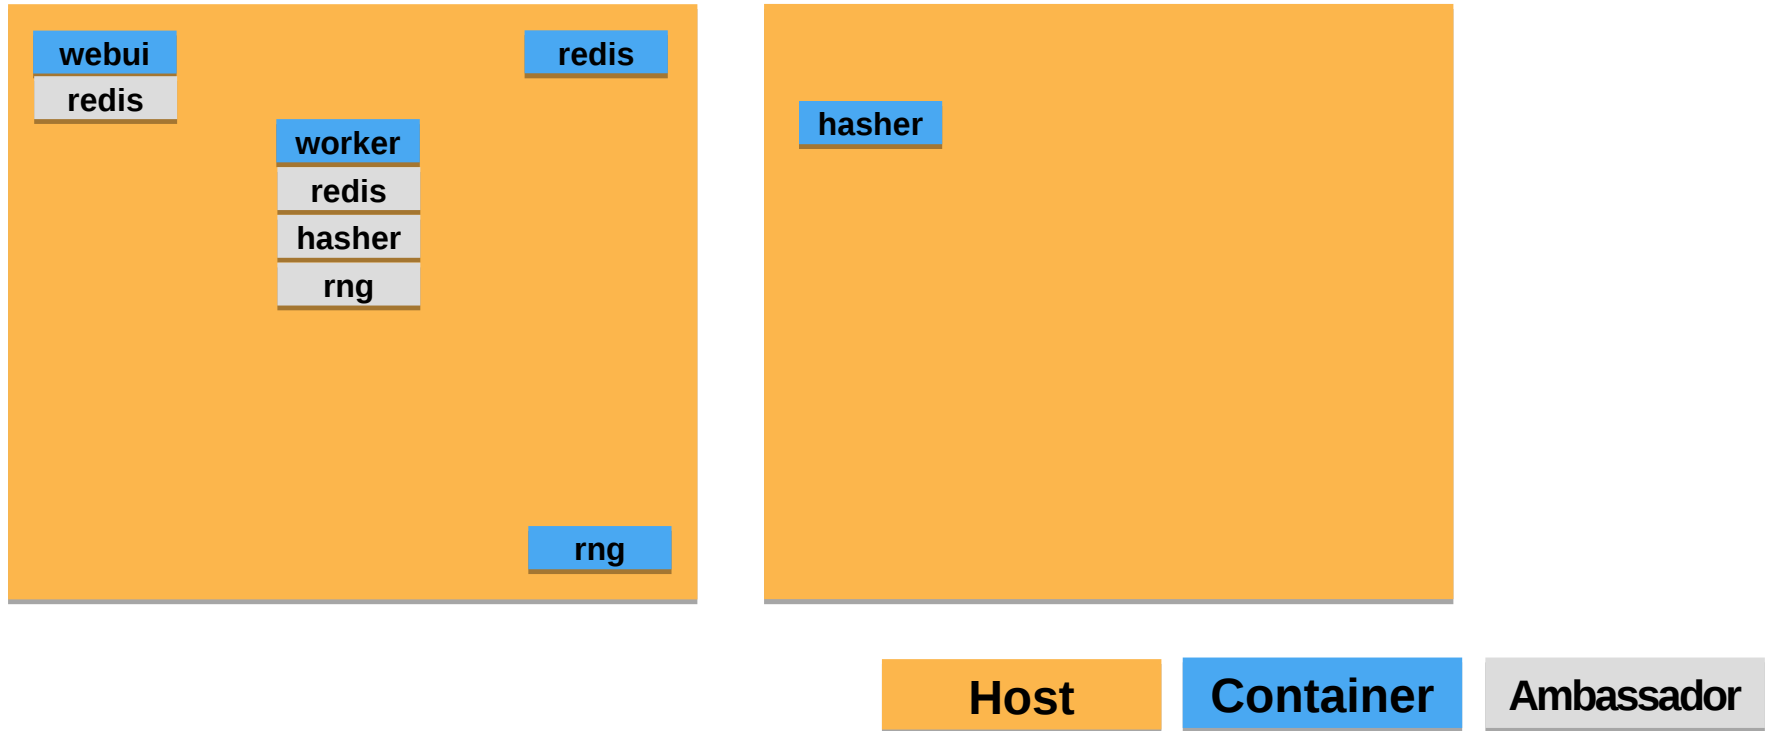 webui
redis
redis
worker
redis
hasher
rng
rng
hasher
Host
Container
Ambassador